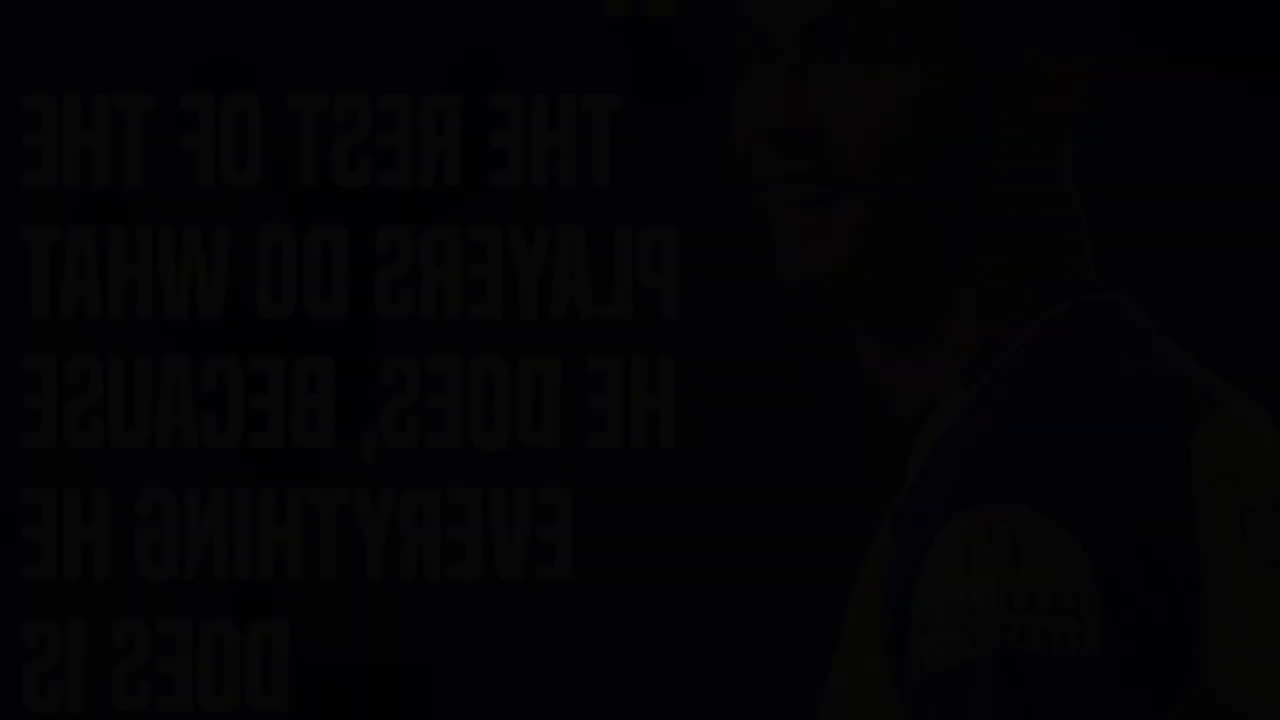 THE REST OF THE
PLAYERS DO WHAT
HE DOES, BECAUSE
EVERYTHING HE
DOES IS